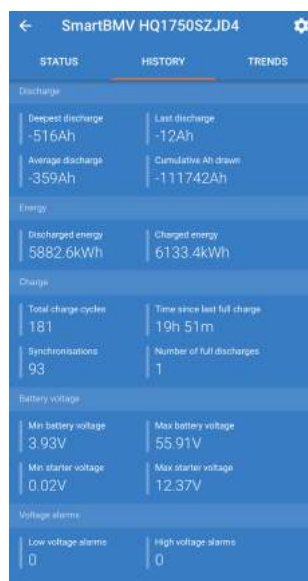 SmartBMV HQ1750SZJD4
STATUS HISTORY TRENDS
Discharge
Deepest discharge Last discharge
-516Ah -12Ah
Average discharge Cumulative Ah drawn
-359Ah -111742Ah
Energy
Discharged energy Charged energy
5882.6kWh 6133.4kWh
Charge
Total charge cycles Time since last full charge
181 19h 51m
Synchronisations Number of full discharges
93 1
Battery voltage
Min battery voltage Max battery voltage
3.93V 55.91V
Min starter voltage Max starter voltage
0.02V 12.37V
Voltage alarms
Low voltage alarms High voltage alarms
0 0